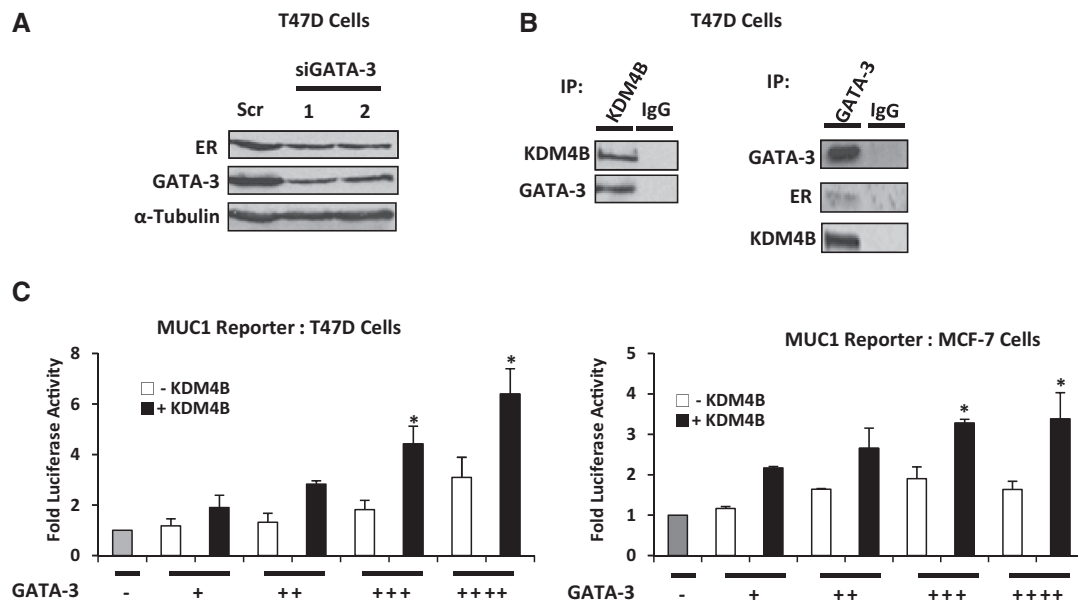 A
T47D Cells
siGATA-3
Scr 1 2
ER
GATA-3
α-Tubulin
B
T47D Cells
IP: KDM4B IgG
KDM4B
GATA-3
IP: GATA-3 IgG
GATA-3
ER
KDM4B
C
MUC1 Reporter : T47D Cells
Fold Luciferase Activity
8
6
4
2
0
- KDM4B
+ KDM4B
*
*
GATA-3 - + ++ +++ ++++
MUC1 Reporter : MCF-7 Cells
Fold Luciferase Activity
5
4
3
2
1
0
- KDM4B
+ KDM4B
*
*
GATA-3 - + ++ +++ ++++